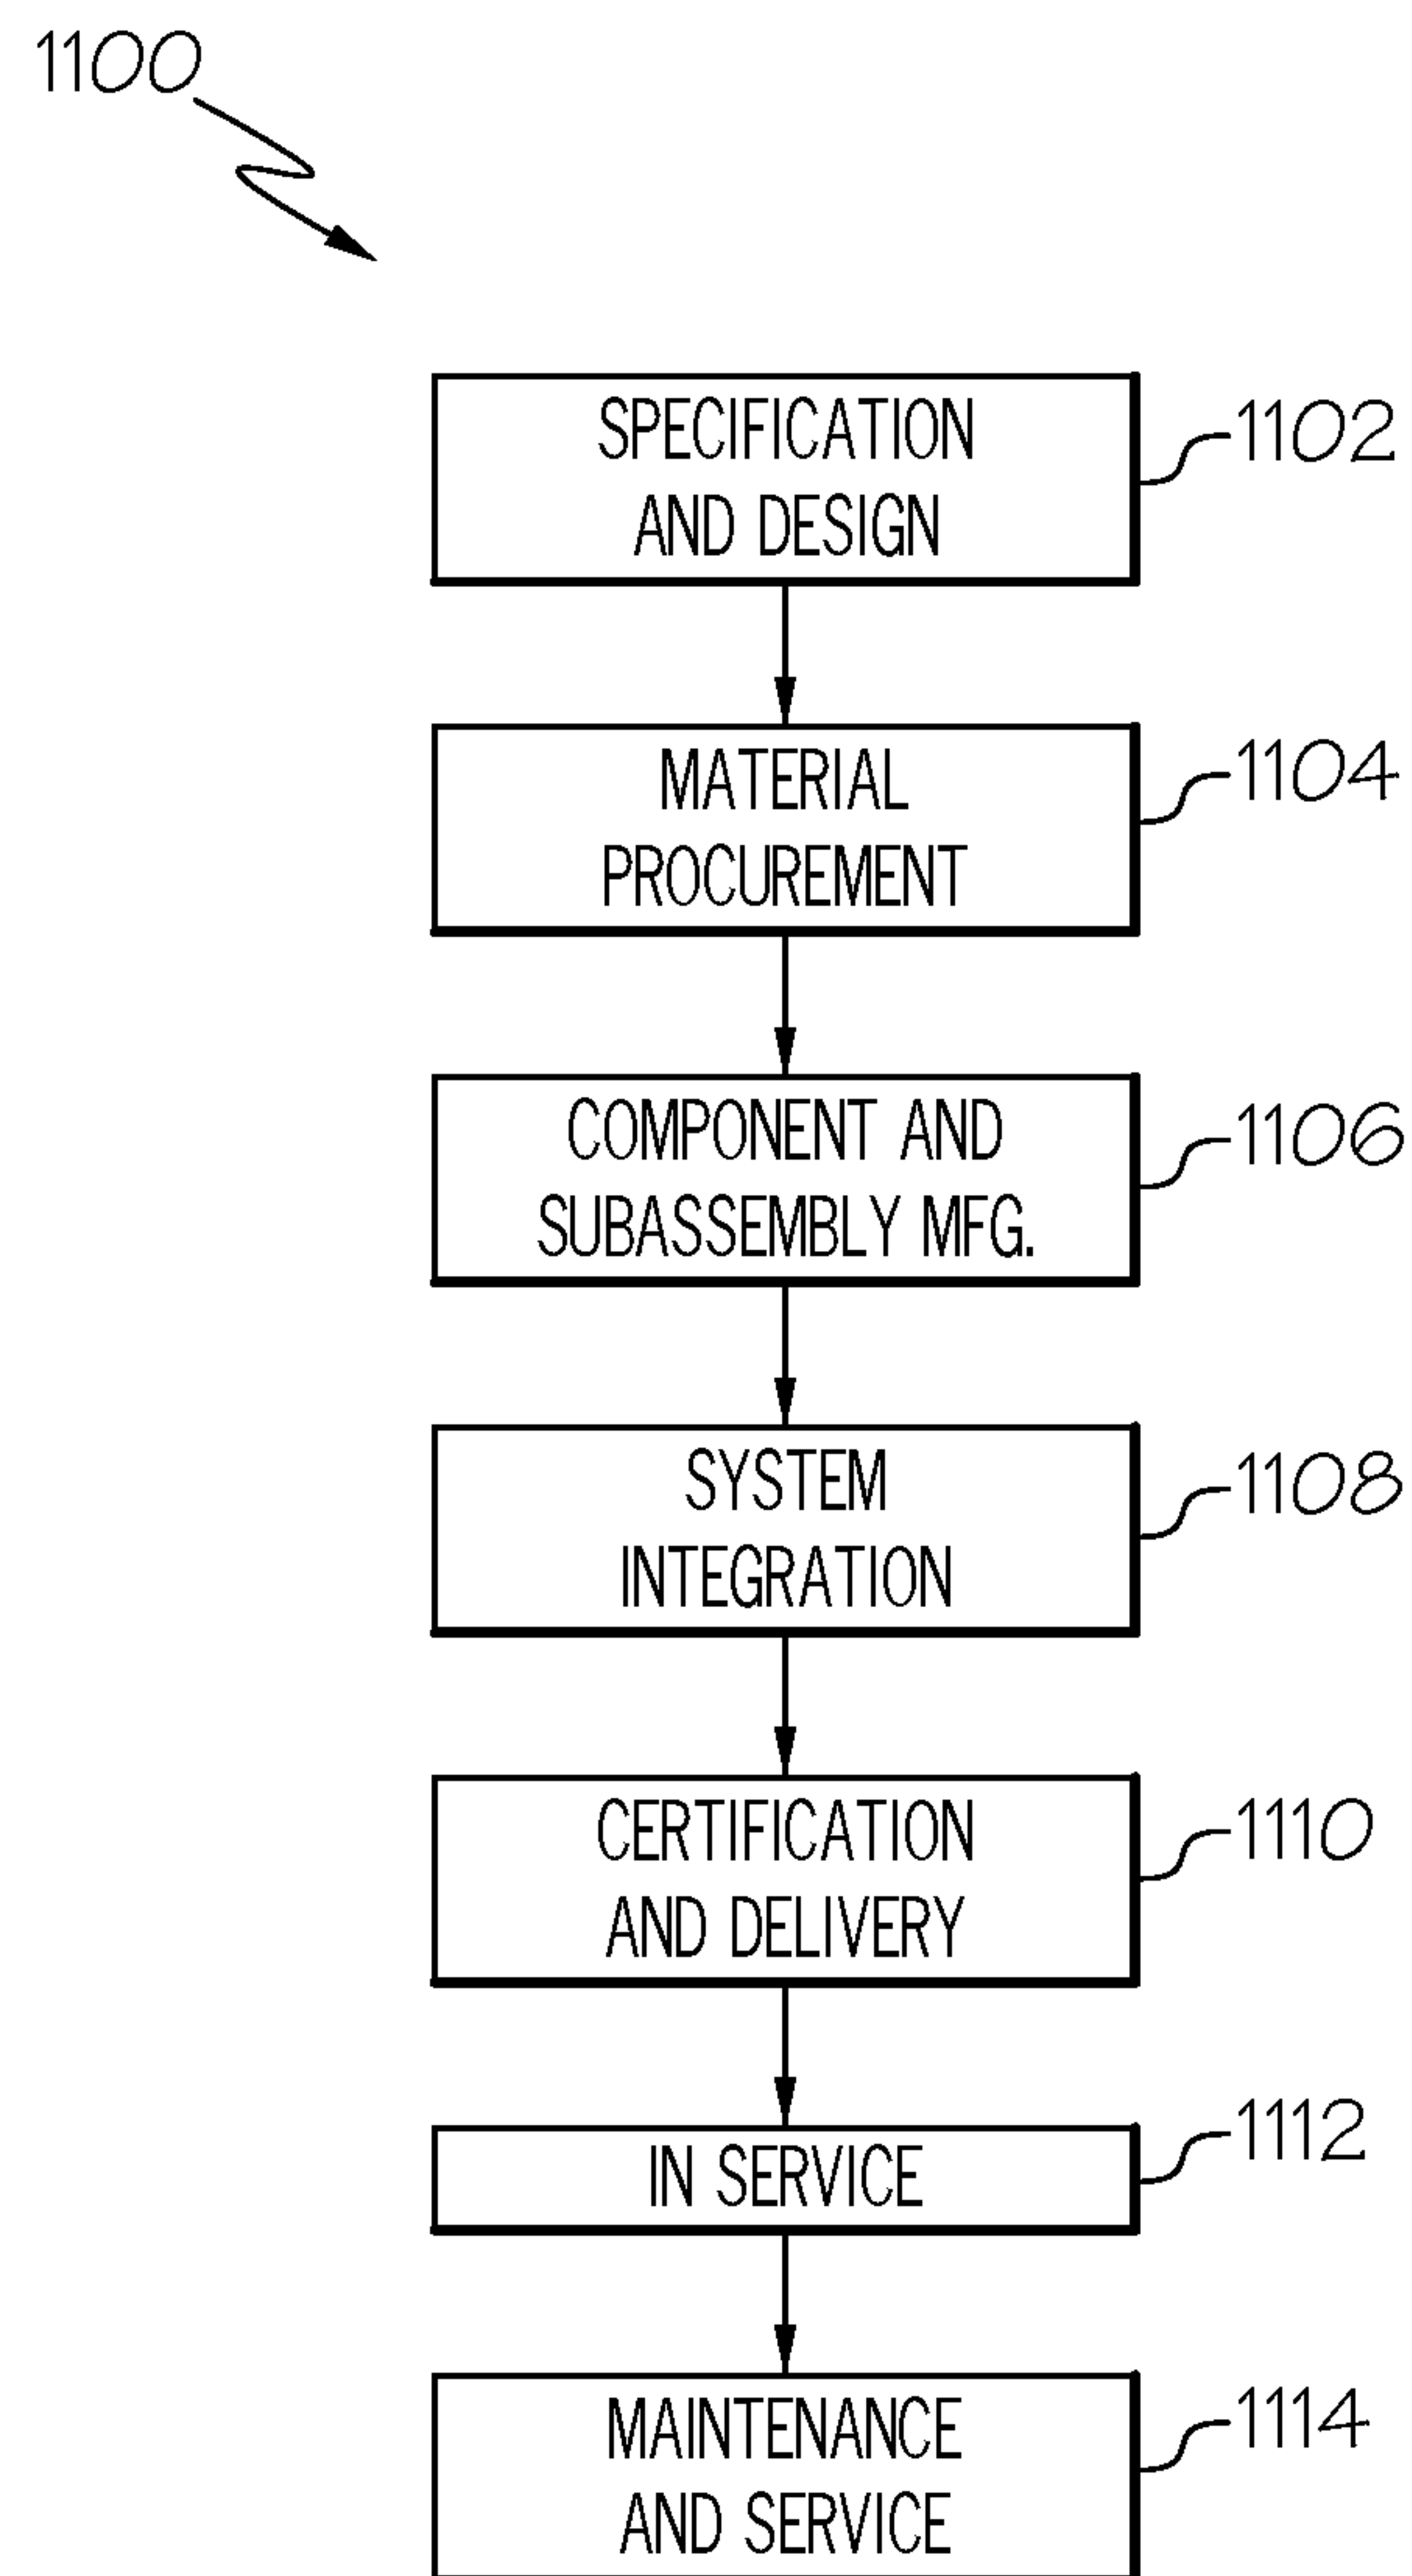 1100
SPECIFICATION
AND DESIGN
1102
MATERIAL
PROCUREMENT
1104
COMPONENT AND
SUBASSEMBLY MFG.
1106
SYSTEM
INTEGRATION
1108
CERTIFICATION
AND DELIVERY
1110
IN SERVICE
1112
MAINTENANCE
AND SERVICE
1114